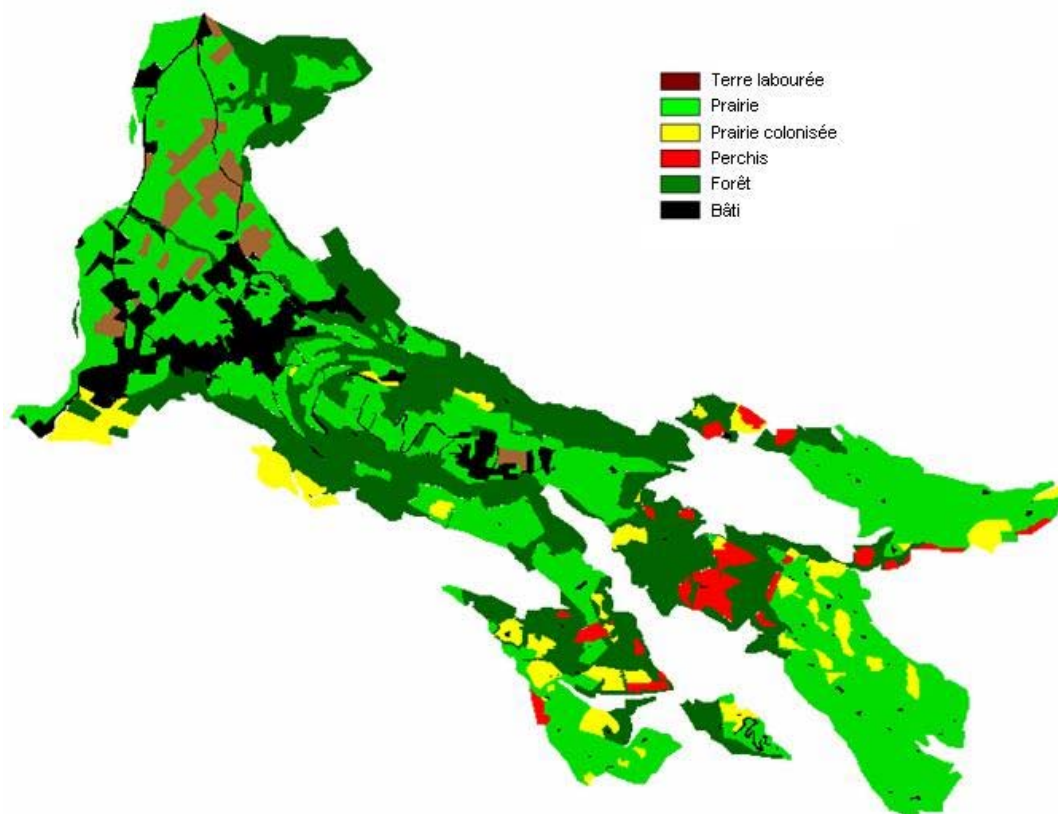 Terre labourée
Prairie
Prairie colonisée
Perchis
Forêt
Bâti